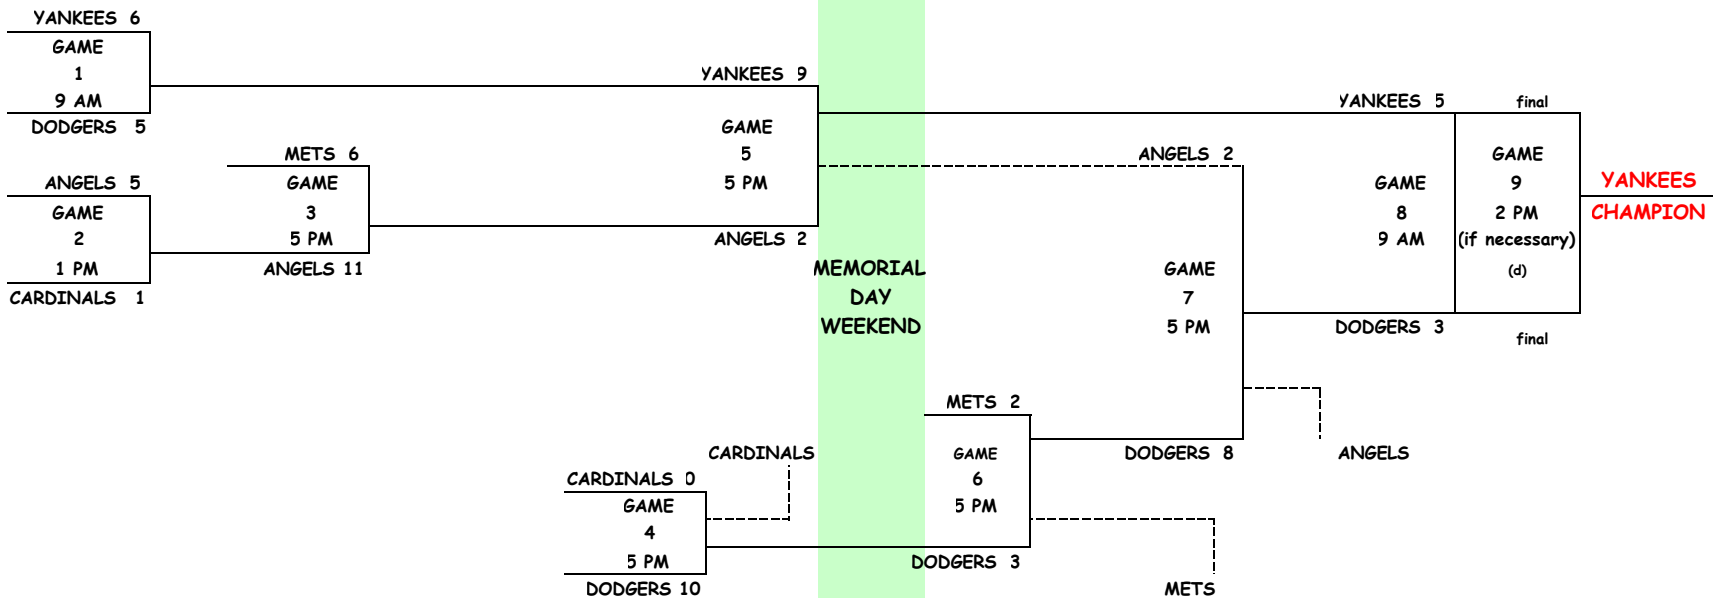 YANKEES 6
GAME
1
9 AM
DODGERS 5
ANGELS 5
GAME
2
1 PM
CARDINALS 1
METS 6
GAME
3
5 PM
ANGELS 11
CARDINALS 0
GAME
4
5 PM
DODGERS 10
CARDINALS
YANKEES 9
GAME
5
5 PM
ANGELS 2
MEMORIAL
DAY
WEEKEND
METS 2
GAME
6
5 PM
DODGERS 3
METS
ANGELS 2
GAME
7
5 PM
DODGERS 8
ANGELS
YANKEES 5
GAME
8
9 AM
DODGERS 3
final
GAME
9
2 PM
(if necessary)
(d)
final
YANKEES
CHAMPION